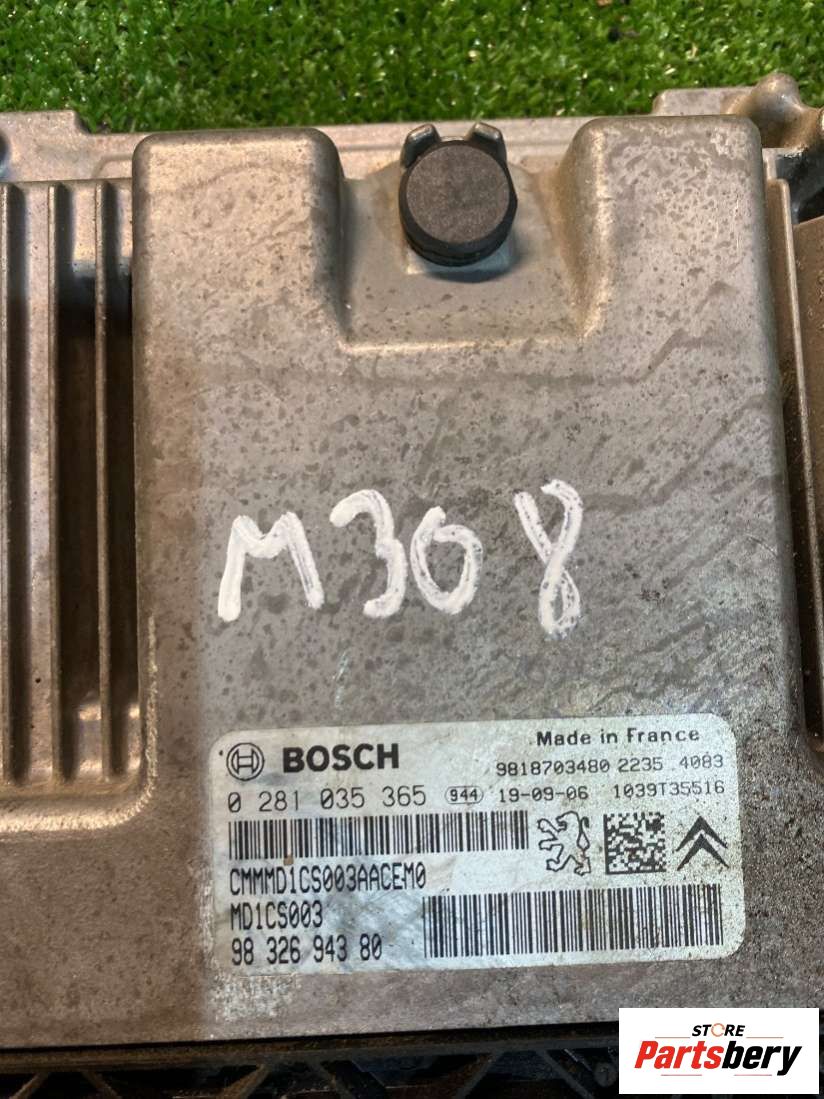 M308
BOSCH
Made in France
9818703480 2235 4083
0 281 035 365 944 19-09-06 1039T35516
CMMMD1CS003AACEM0
MD1CS003
98 326 943 80
STORE
Partsbery